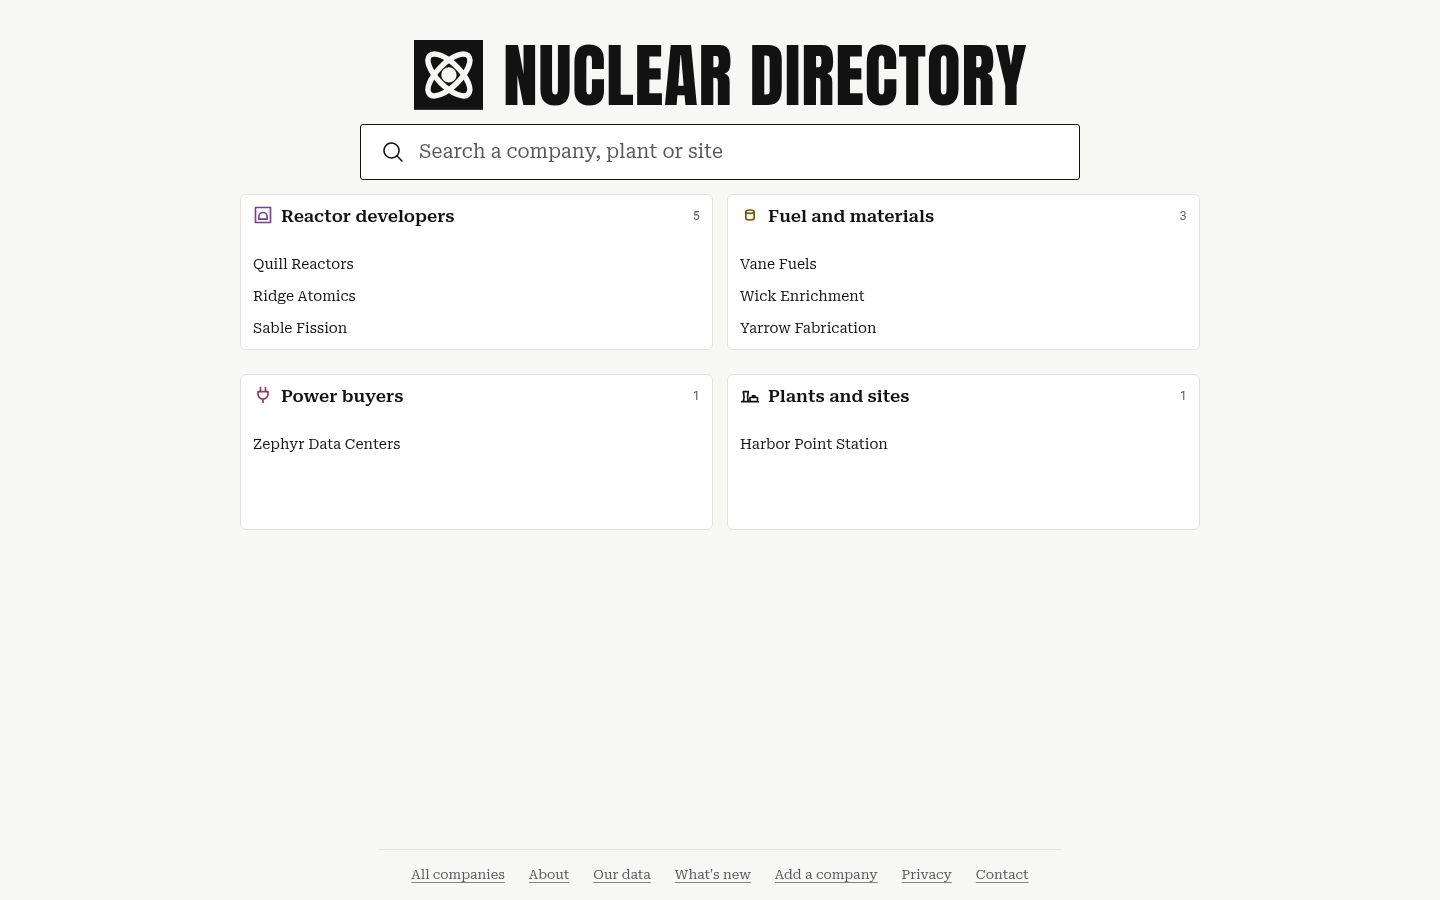 NUCLEAR DIRECTORY
Search a company, plant or site
Reactor developers 5
Quill Reactors
Ridge Atomics
Sable Fission
Fuel and materials 3
Vane Fuels
Wick Enrichment
Yarrow Fabrication
Power buyers 1
Zephyr Data Centers
Plants and sites 1
Harbor Point Station
All companies About Our data What's new Add a company Privacy Contact